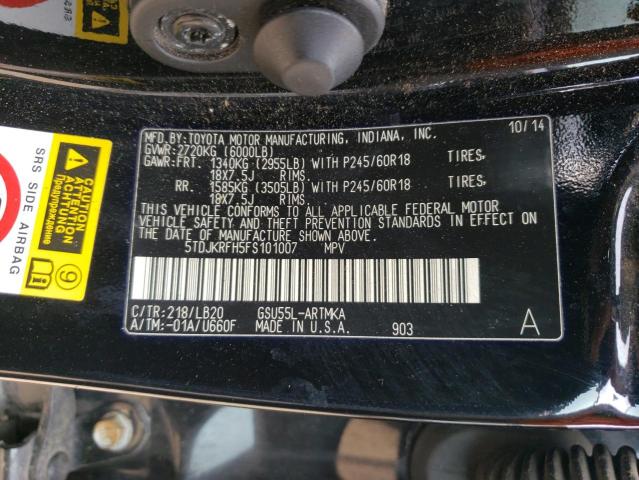 MFD.BY:TOYOTA MOTOR MANUFACTURING, INDIANA, INC. 10/14
GVWR:2720KG (6000LB)
GAWR:FRT. 1340KG (2955LB) WITH P245/60R18 TIRES,
18X7.5J RIMS.
RR. 1585KG (3505LB) WITH P245/60R18 TIRES,
18X7.5J RIMS.
THIS VEHICLE CONFORMS TO ALL APPLICABLE FEDERAL MOTOR
VEHICLE SAFETY AND THEFT PREVENTION STANDARDS IN EFFECT ON
THE DATE OF MANUFACTURE SHOWN ABOVE.
5TDJKRFH5FS101007 MPV
C/TR:218/LB20 GSU55L-ARTMKA
A/TM:-01A/U660F MADE IN U.S.A. 903 A
SRS SIDE AIRBAG
ACHTUNG
ВНИМАНИЕ
9